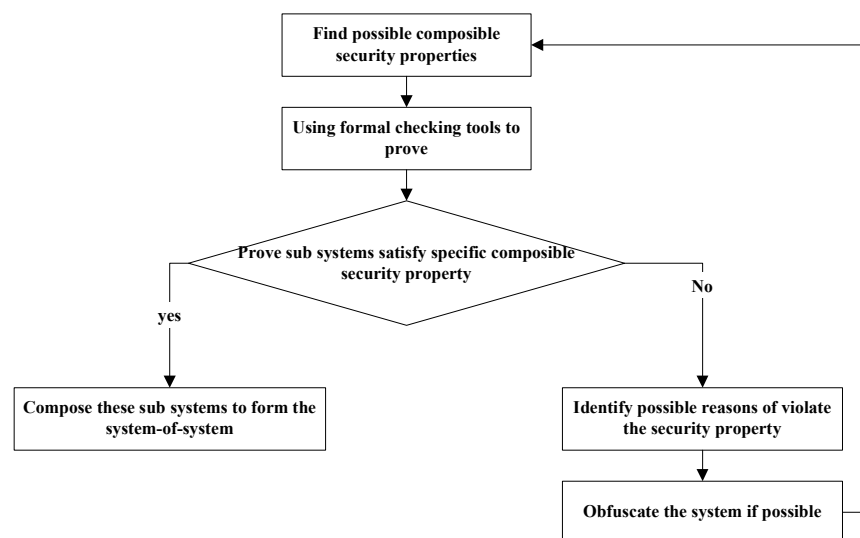 Find possible composible
security properties
Using formal checking tools to
prove
Prove sub systems satisfy specific composible
security property
yes
No
Compose these sub systems to form the
system-of-system
Identify possible reasons of violate
the security property
Obfuscate the system if possible